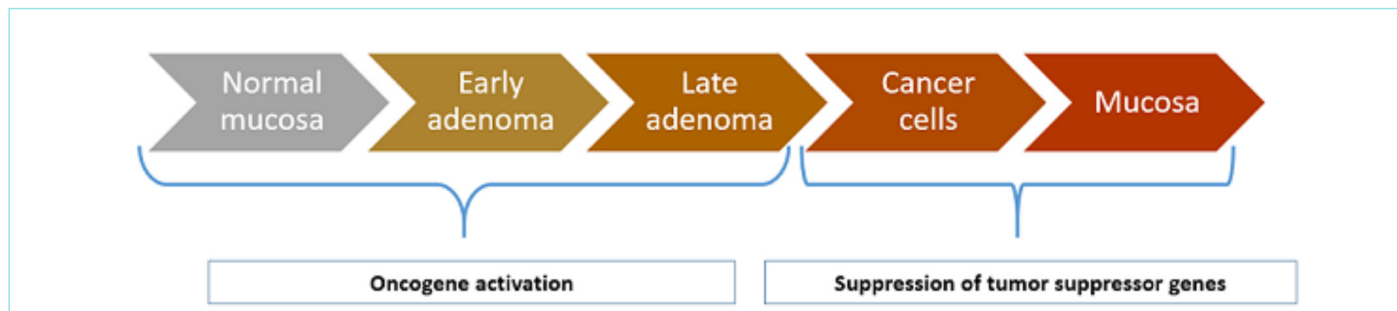 Normal
mucosa
Early
adenoma
Late
adenoma
Cancer
cells
Mucosa
Oncogene activation
Suppression of tumor suppressor genes